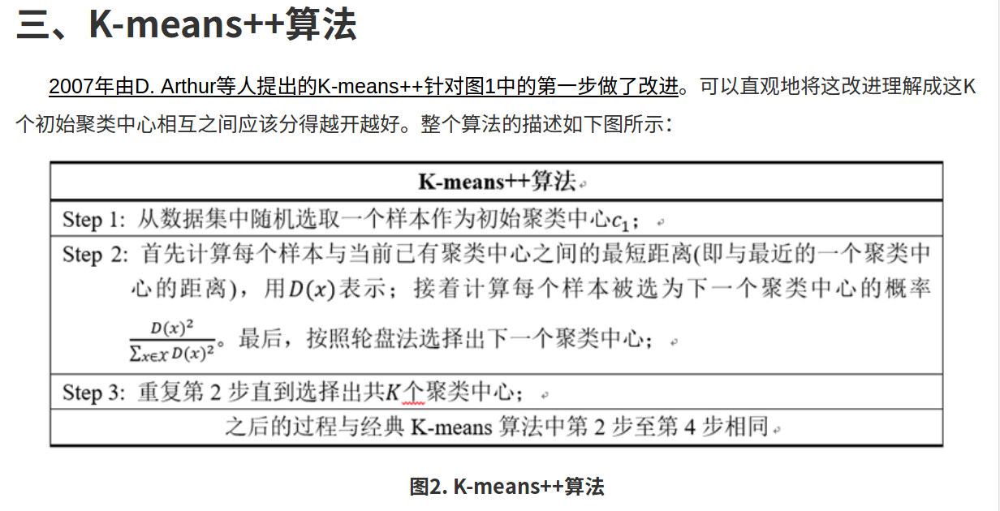 三、K-means++算法
2007年由D. Arthur等人提出的K-means++针对图1中的第一步做了改进。可以直观地将这改进理解成这K
个初始聚类中心相互之间应该分得越开越好。整个算法的描述如下图所示：
K-means++算法
Step 1: 从数据集中随机选取一个样本作为初始聚类中心c₁；
Step 2: 首先计算每个样本与当前已有聚类中心之间的最短距离(即与最近的一个聚类中
心的距离)，用D(x)表示；接着计算每个样本被选为下一个聚类中心的概率
D(x)²/∑x∈X D(x)²。最后，按照轮盘法选择出下一个聚类中心；
Step 3: 重复第 2 步直到选择出共K个聚类中心；
之后的过程与经典 K-means 算法中第 2 步至第 4 步相同
图2. K-means++算法